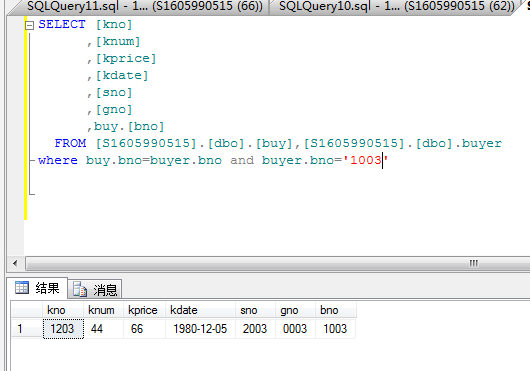 SQLQuery11.sql - 1... (S1605990515 (66))* SQLQuery10.sql - 1... (S1605990515 (62))*
SELECT [kno]
,[knum]
,[kprice]
,[kdate]
,[sno]
,[gno]
,buy.[bno]
FROM [S1605990515].[dbo].[buy],[S1605990515].[dbo].buyer
where buy.bno=buyer.bno and buyer.bno='1003'
结果 消息
kno knum kprice kdate sno gno bno
1 1203 44 66 1980-12-05 2003 0003 1003